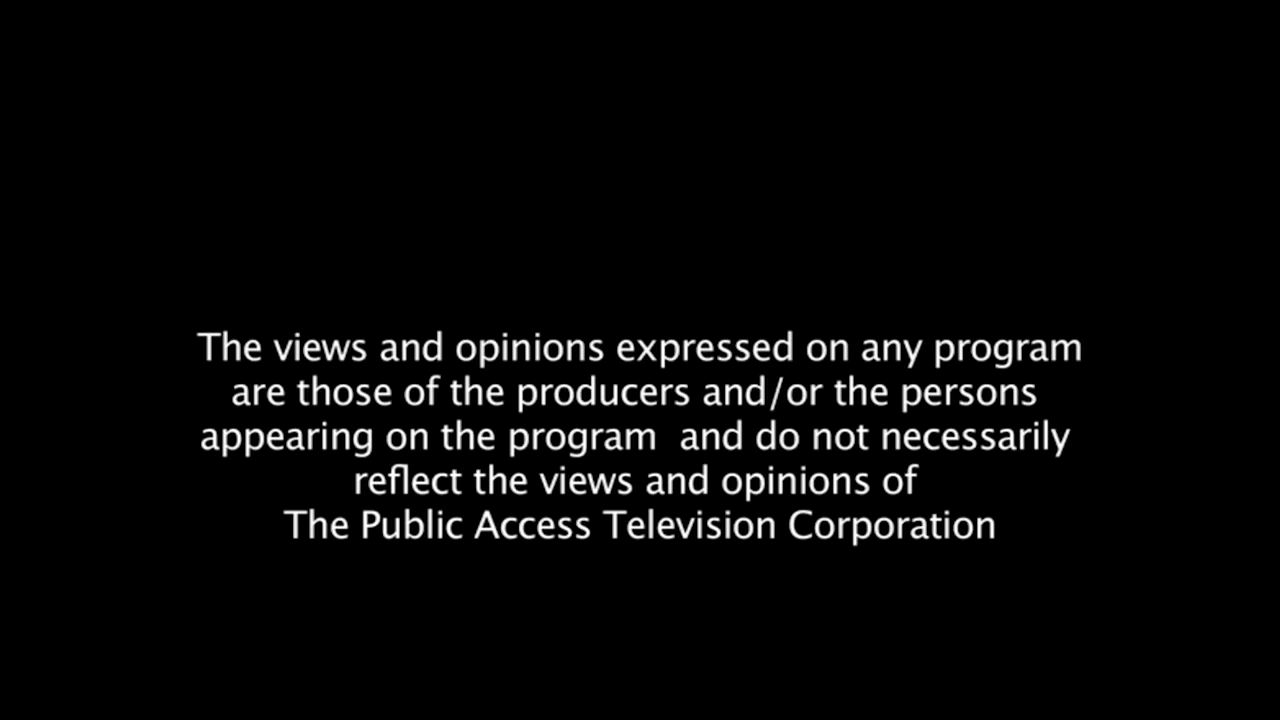 The views and opinions expressed on any program
are those of the producers and/or the persons
appearing on the program  and do not necessarily
reflect the views and opinions of
The Public Access Television Corporation